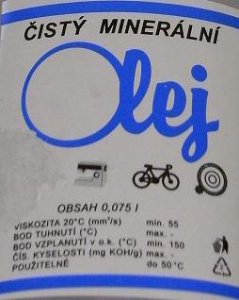 ČISTÝ MINERÁLNÍ
Olej
OBSAH 0,075 l
VISKOZITA 20°C (mm²/s) min. 55
BOD TUHNUTÍ (°C) max. -
BOD VZPLANUTÍ v o.k. (°C) min. 150
ČÍS. KYSELOSTI (mg KOH/g) max. -
POUŽITELNÉ do 50°C